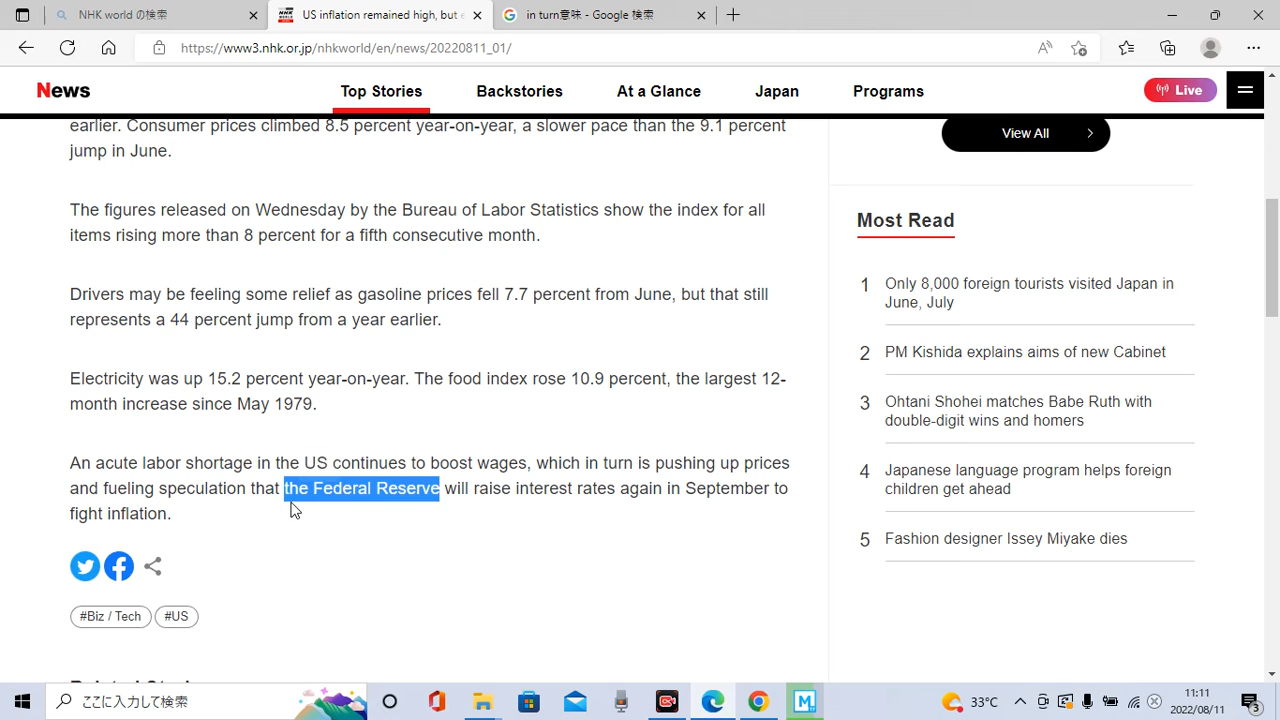 NHK world の検索
US inflation remained high, but e
in turn意味 - Google 検索
https://www3.nhk.or.jp/nhkworld/en/news/20220811_01/
News
Top Stories
Backstories
At a Glance
Japan
Programs
Live
earlier. Consumer prices climbed 8.5 percent year-on-year, a slower pace than the 9.1 percent
jump in June.
The figures released on Wednesday by the Bureau of Labor Statistics show the index for all
items rising more than 8 percent for a fifth consecutive month.
Drivers may be feeling some relief as gasoline prices fell 7.7 percent from June, but that still
represents a 44 percent jump from a year earlier.
Electricity was up 15.2 percent year-on-year. The food index rose 10.9 percent, the largest 12-
month increase since May 1979.
An acute labor shortage in the US continues to boost wages, which in turn is pushing up prices
and fueling speculation that the Federal Reserve will raise interest rates again in September to
fight inflation.
#Biz / Tech
#US
View All
Most Read
1 Only 8,000 foreign tourists visited Japan in
June, July
2 PM Kishida explains aims of new Cabinet
3 Ohtani Shohei matches Babe Ruth with
double-digit wins and homers
4 Japanese language program helps foreign
children get ahead
5 Fashion designer Issey Miyake dies
ここに入力して検索
33°C
11:11
2022/08/11
3